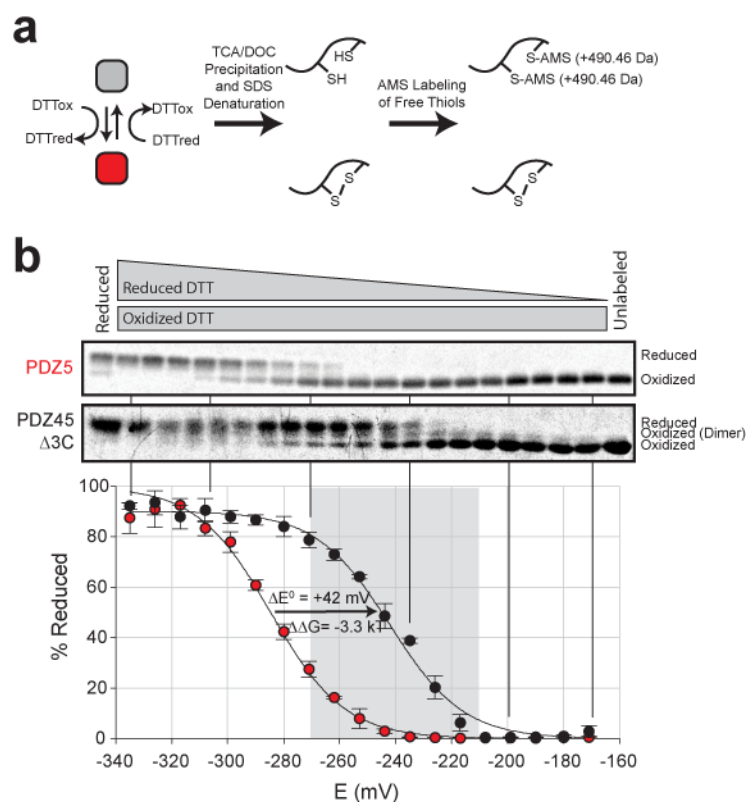 a
DTTox
DTTred
DTTox
DTTred
TCA/DOC
Precipitation
and SDS
Denaturation
HS
SH
S
S
AMS Labeling
of Free Thiols
S-AMS (+490.46 Da)
S-AMS (+490.46 Da)
S
S
b
Reduced
Reduced DTT
Oxidized DTT
Unlabeled
PDZ5
Reduced
Oxidized
PDZ45
Δ3C
Reduced
Oxidized (Dimer)
Oxidized
% Reduced
100
80
60
40
20
0
ΔE⁰ = +42 mV
ΔΔG= -3.3 kT
-340 -320 -300 -280 -260 -240 -220 -200 -180 -160
E (mV)